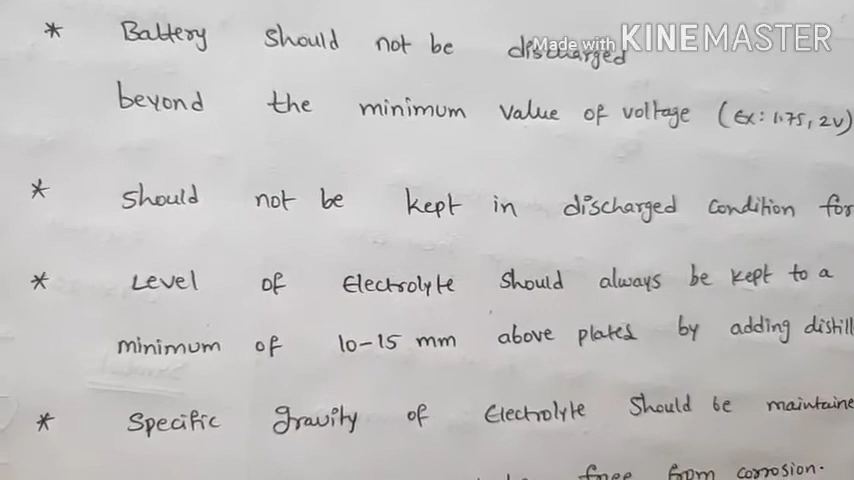 Made with KINEMASTER
* Battery should not be discharged
beyond the minimum value of voltage (Ex: 1.75, 2V)
* should not be kept in discharged condition for
* Level of Electrolyte should always be kept to a
minimum of 10-15 mm above plates by adding distill
* Specific gravity of Electrolyte should be maintaine
free from corrosion.